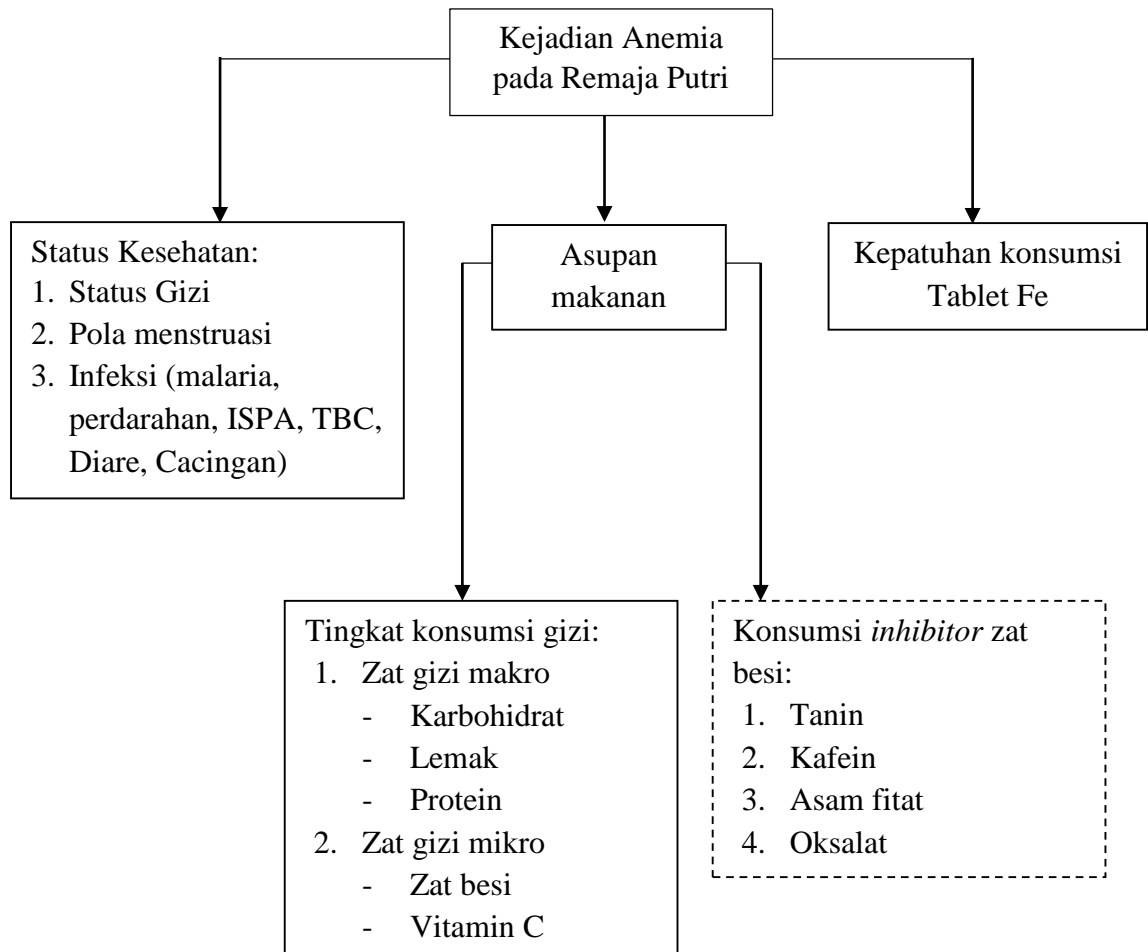 Kejadian Anemia
pada Remaja Putri
Status Kesehatan:
1. Status Gizi
2. Pola menstruasi
3. Infeksi (malaria,
perdarahan, ISPA, TBC,
Diare, Cacingan)
Asupan
makanan
Kepatuhan konsumsi
Tablet Fe
Tingkat konsumsi gizi:
1. Zat gizi makro
- Karbohidrat
- Lemak
- Protein
2. Zat gizi mikro
- Zat besi
- Vitamin C
Konsumsi inhibitor zat
besi:
1. Tanin
2. Kafein
3. Asam fitat
4. Oksalat